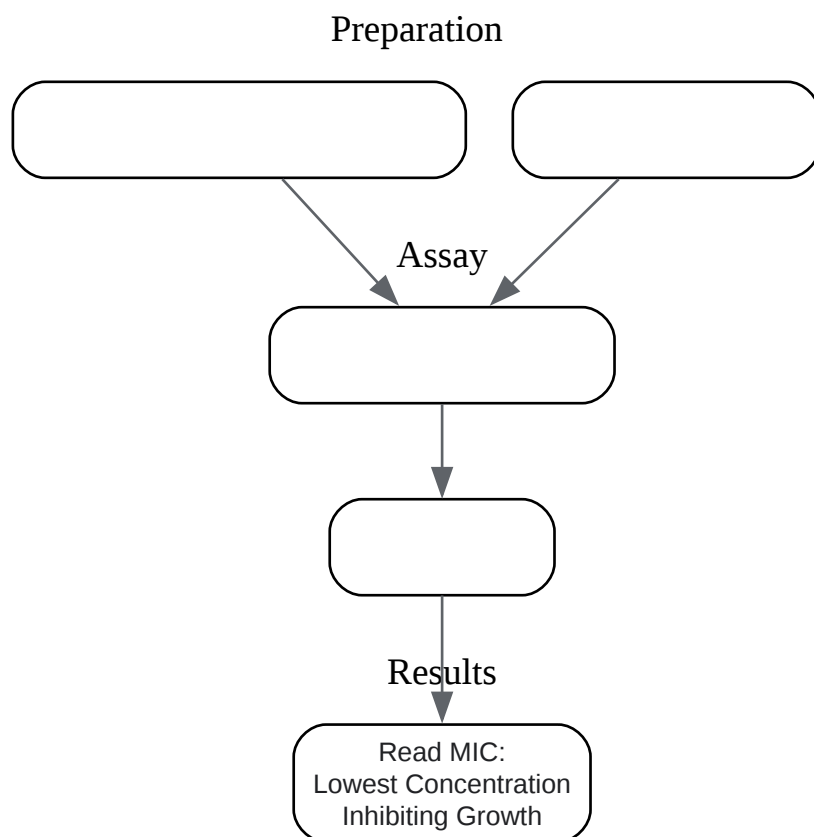 Preparation
Assay
Results
Read MIC:
Lowest Concentration
Inhibiting Growth